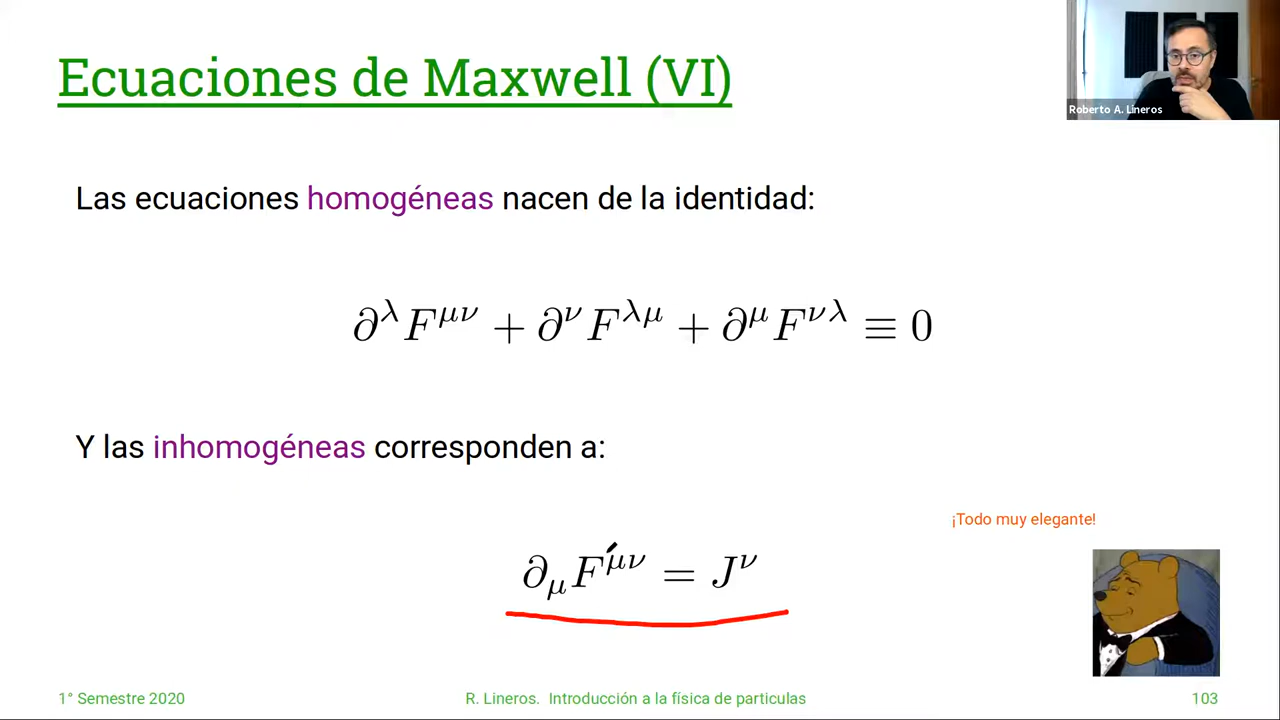 Ecuaciones de Maxwell (VI)
Roberto A. Lineros
Las ecuaciones homogéneas nacen de la identidad:
∂^λ F^{μν} + ∂^ν F^{λμ} + ∂^μ F^{νλ} ≡ 0
Y las inhomogéneas corresponden a:
¡Todo muy elegante!
∂_μ F^{μν} = J^ν
1° Semestre 2020
R. Lineros. Introducción a la física de particulas
103